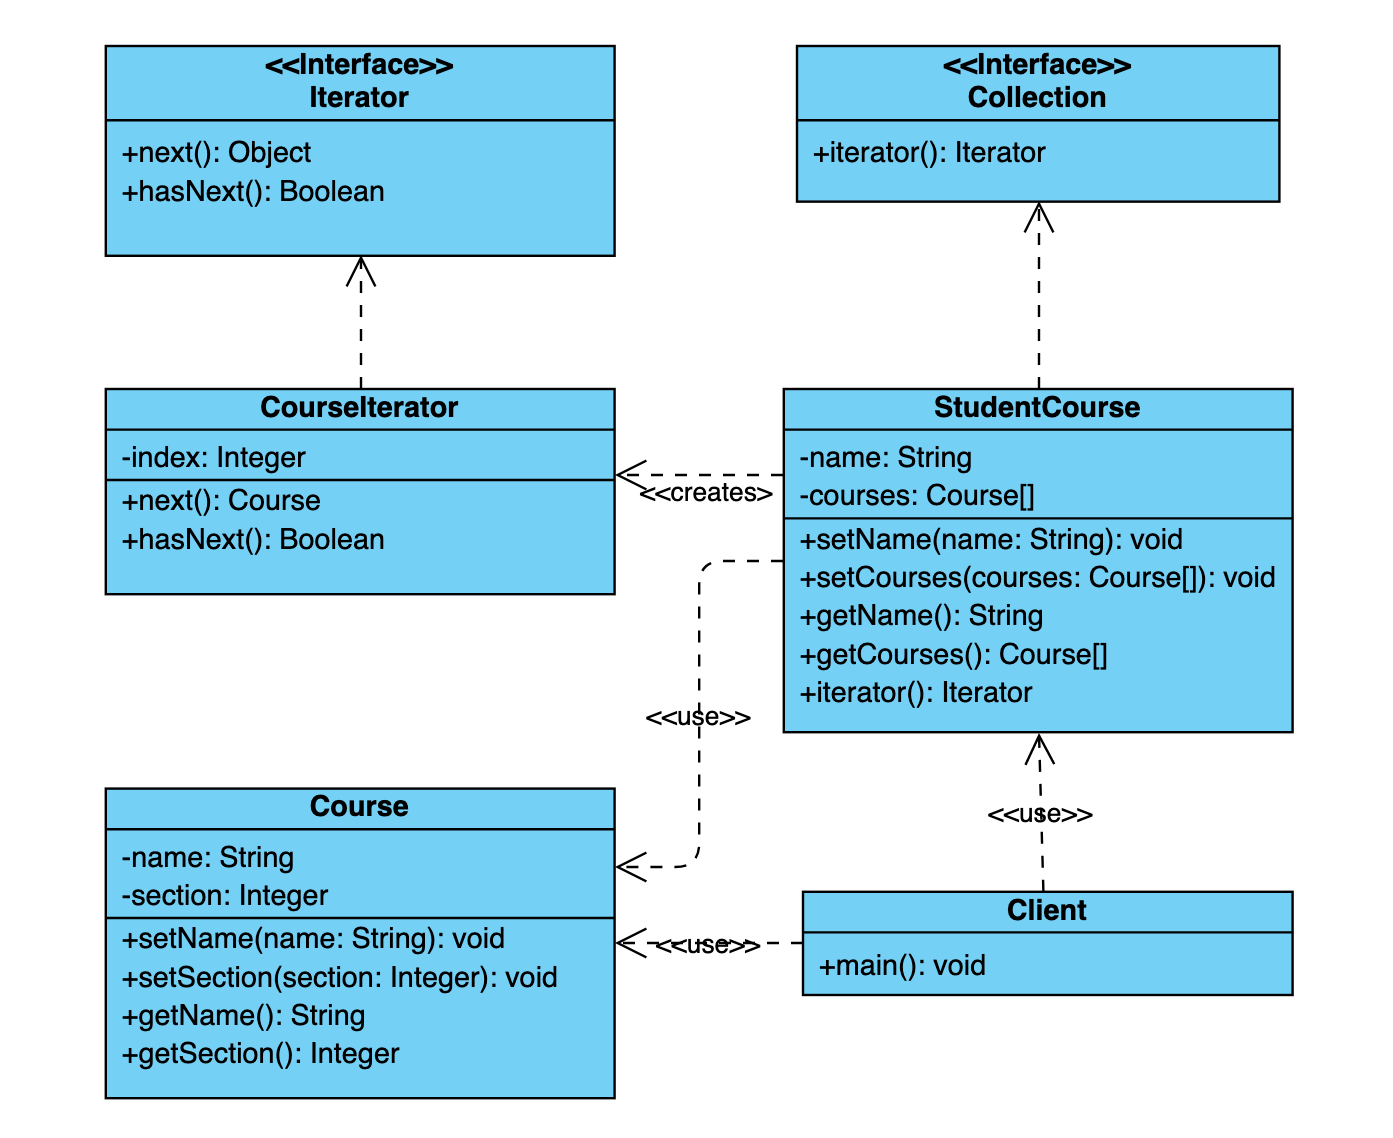 <<Interface>>
Iterator
+next(): Object
+hasNext(): Boolean
<<Interface>>
Collection
+iterator(): Iterator
CourseIterator
-index: Integer
+next(): Course
+hasNext(): Boolean
<<creates>
StudentCourse
-name: String
-courses: Course[]
+setName(name: String): void
+setCourses(courses: Course[]): void
+getName(): String
+getCourses(): Course[]
+iterator(): Iterator
<<use>>
<<use>>
Course
-name: String
-section: Integer
+setName(name: String): void
+setSection(section: Integer): void
+getName(): String
+getSection(): Integer
<<use>>
Client
+main(): void